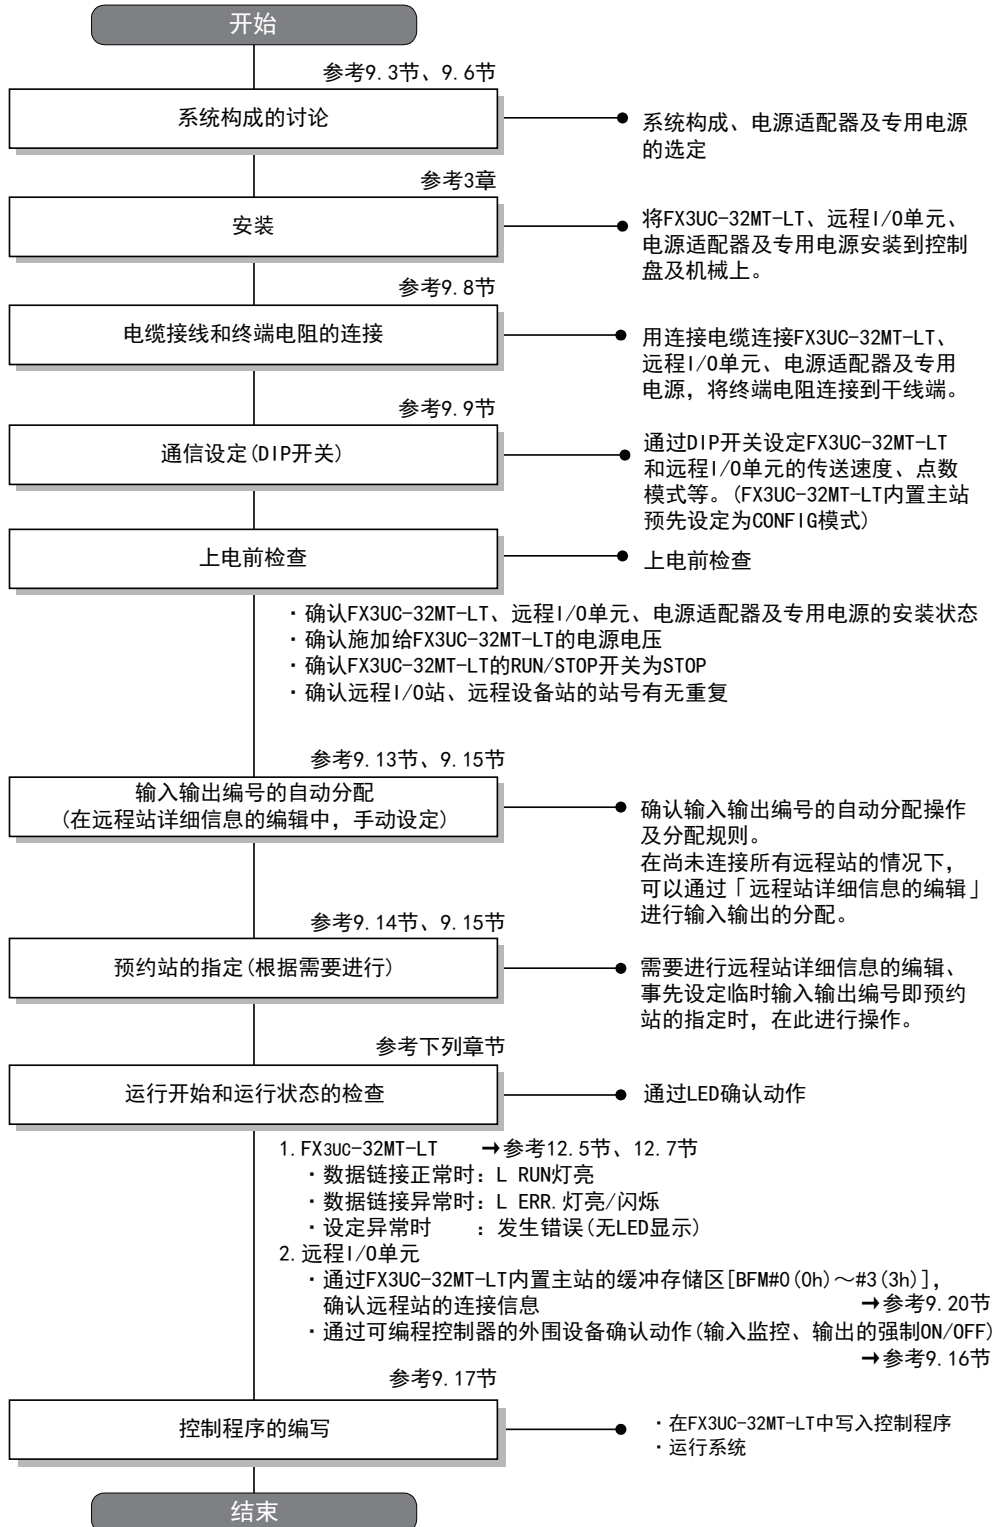 开始
参考9.3节、9.6节
系统构成的讨论
系统构成、电源适配器及专用电源
的选定
参考3章
安装
将FX3UC-32MT-LT、远程I/O单元、
电源适配器及专用电源安装到控制
盘及机械上。
参考9.8节
电缆接线和终端电阻的连接
用连接电缆连接FX3UC-32MT-LT、
远程I/O单元、电源适配器及专用
电源，将终端电阻连接到干线端。
参考9.9节
通信设定(DIP开关)
通过DIP开关设定FX3UC-32MT-LT
和远程I/O单元的传送速度、点数
模式等。(FX3UC-32MT-LT内置主站
预先设定为CONFIG模式)
上电前检查
上电前检查
·确认FX3UC-32MT-LT、远程I/O单元、电源适配器及专用电源的安装状态
·确认施加给FX3UC-32MT-LT的电源电压
·确认FX3UC-32MT-LT的RUN/STOP开关为STOP
·确认远程I/O站、远程设备站的站号有无重复
参考9.13节、9.15节
输入输出编号的自动分配
(在远程站详细信息的编辑中，手动设定)
确认输入输出编号的自动分配操作
及分配规则。
在尚未连接所有远程站的情况下，
可以通过「远程站详细信息的编辑」
进行输入输出的分配。
参考9.14节、9.15节
预约站的指定(根据需要进行)
需要进行远程站详细信息的编辑、
事先设定临时输入输出编号即预约
站的指定时，在此进行操作。
参考下列章节
运行开始和运行状态的检查
通过LED确认动作
1.FX3UC-32MT-LT →参考12.5节、12.7节
·数据链接正常时：L RUN灯亮
·数据链接异常时：L ERR.灯亮/闪烁
·设定异常时 ：发生错误(无LED显示)
2.远程I/O单元
·通过FX3UC-32MT-LT内置主站的缓冲存储区[BFM#0(0h)～#3(3h)]，
确认远程站的连接信息 →参考9.20节
·通过可编程控制器的外围设备确认动作(输入监控、输出的强制ON/OFF)
→参考9.16节
参考9.17节
控制程序的编写
·在FX3UC-32MT-LT中写入控制程序
·运行系统
结束